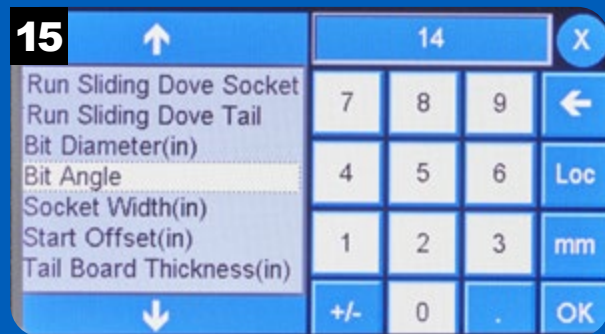 15
14
X
Run Sliding Dove Socket
Run Sliding Dove Tail
Bit Diameter(in)
Bit Angle
Socket Width(in)
Start Offset(in)
Tail Board Thickness(in)
7 8 9
4 5 6 Loc
1 2 3 mm
+/- 0 . OK